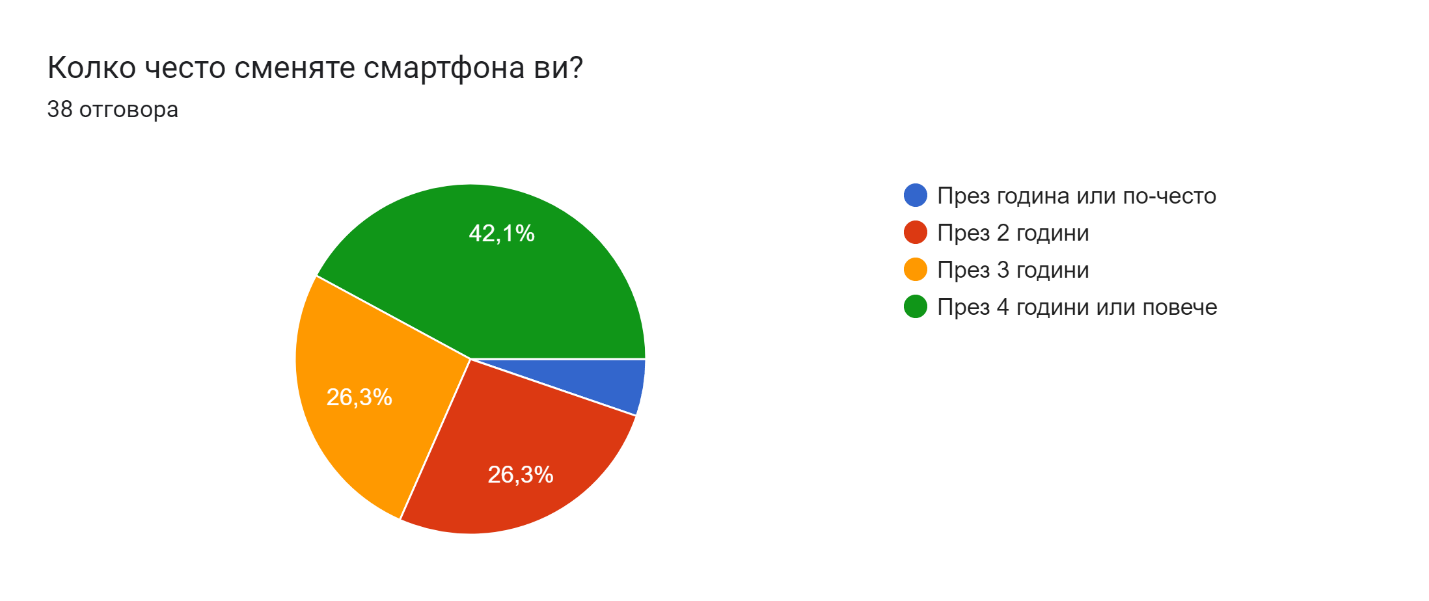 Колко често сменяте смартфона ви?
38 отговора
42,1%
26,3%
26,3%
През година или по-често
През 2 години
През 3 години
През 4 години или повече